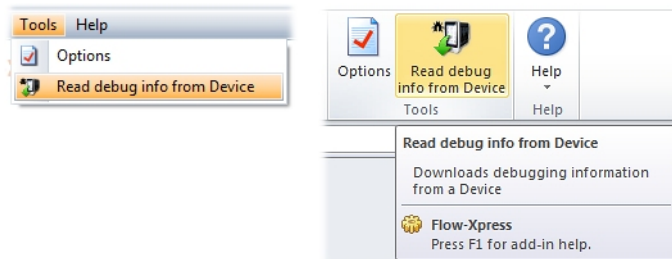 Tools Help
Options
Read debug info from Device
Options
Read debug
info from Device
Help
Tools
Help
Read debug info from Device
Downloads debugging information
from a Device
Flow-Xpress
Press F1 for add-in help.